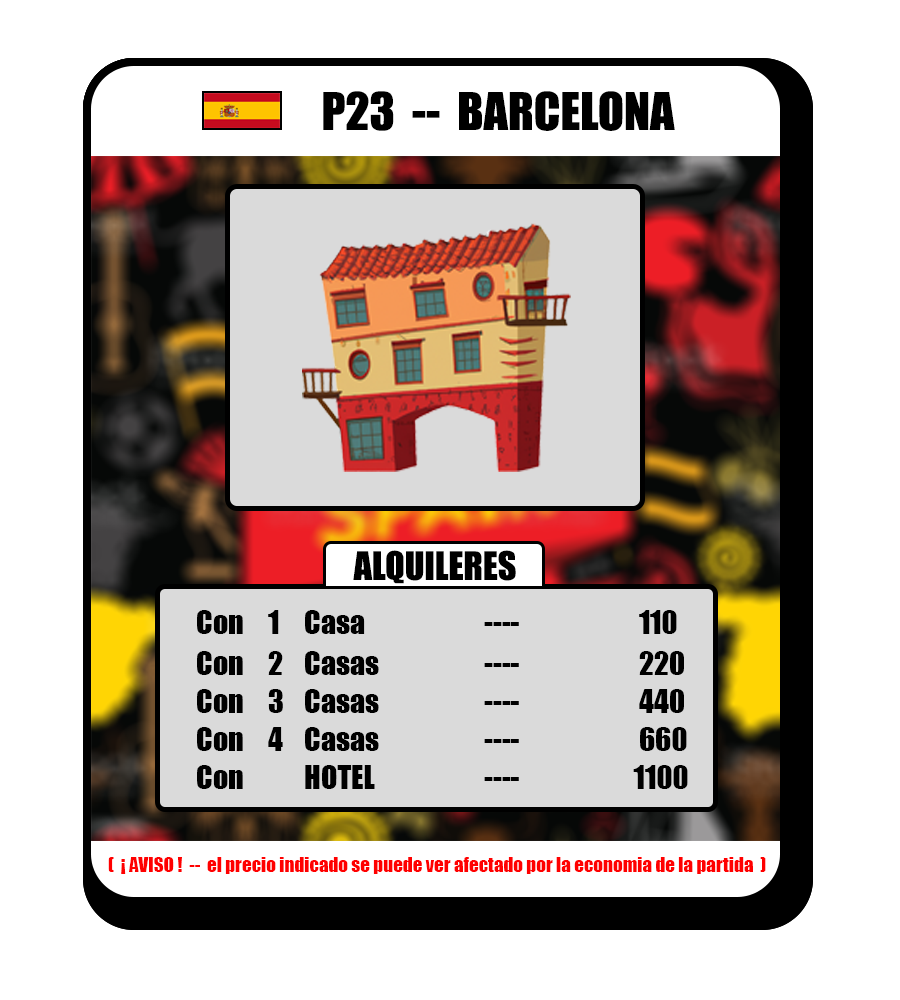 P23 -- BARCELONA
SPAIN
ALQUILERES
Con 1 Casa ---- 110
Con 2 Casas ---- 220
Con 3 Casas ---- 440
Con 4 Casas ---- 660
Con HOTEL ---- 1100
( ¡ AVISO ! -- el precio indicado se puede ver afectado por la economia de la partida )